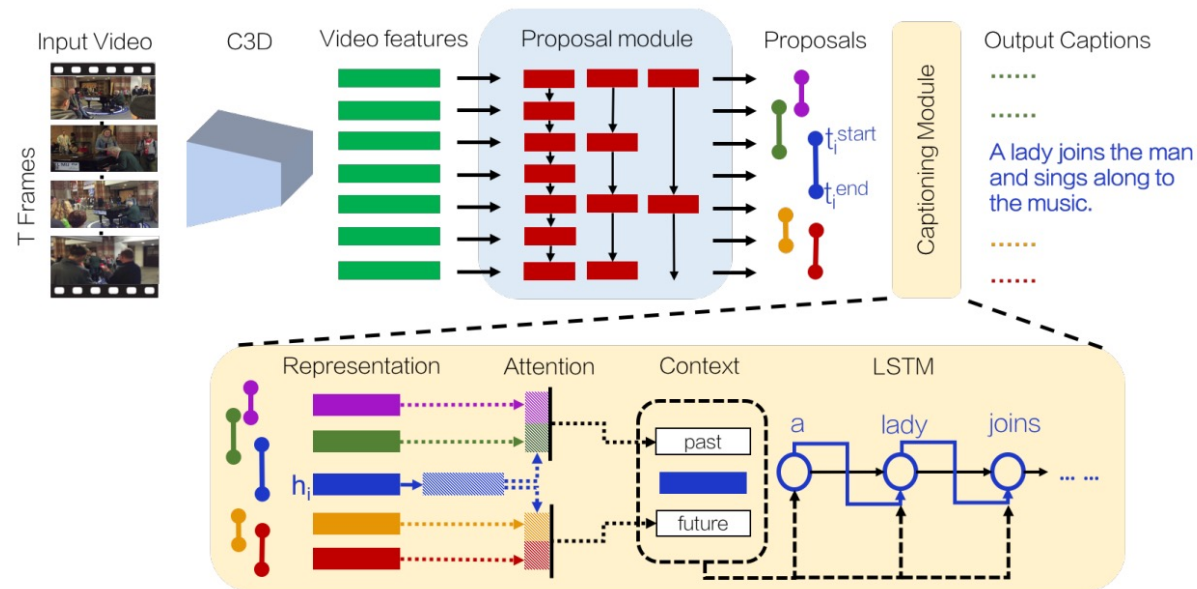 Input Video
C3D
Video features
Proposal module
Proposals
Output Captions
T Frames
t_i^start
t_i^end
Captioning Module
......
......
A lady joins the man
and sings along to
the music.
......
......
Representation
Attention
Context
LSTM
h_i
past
future
a
lady
joins
... ...